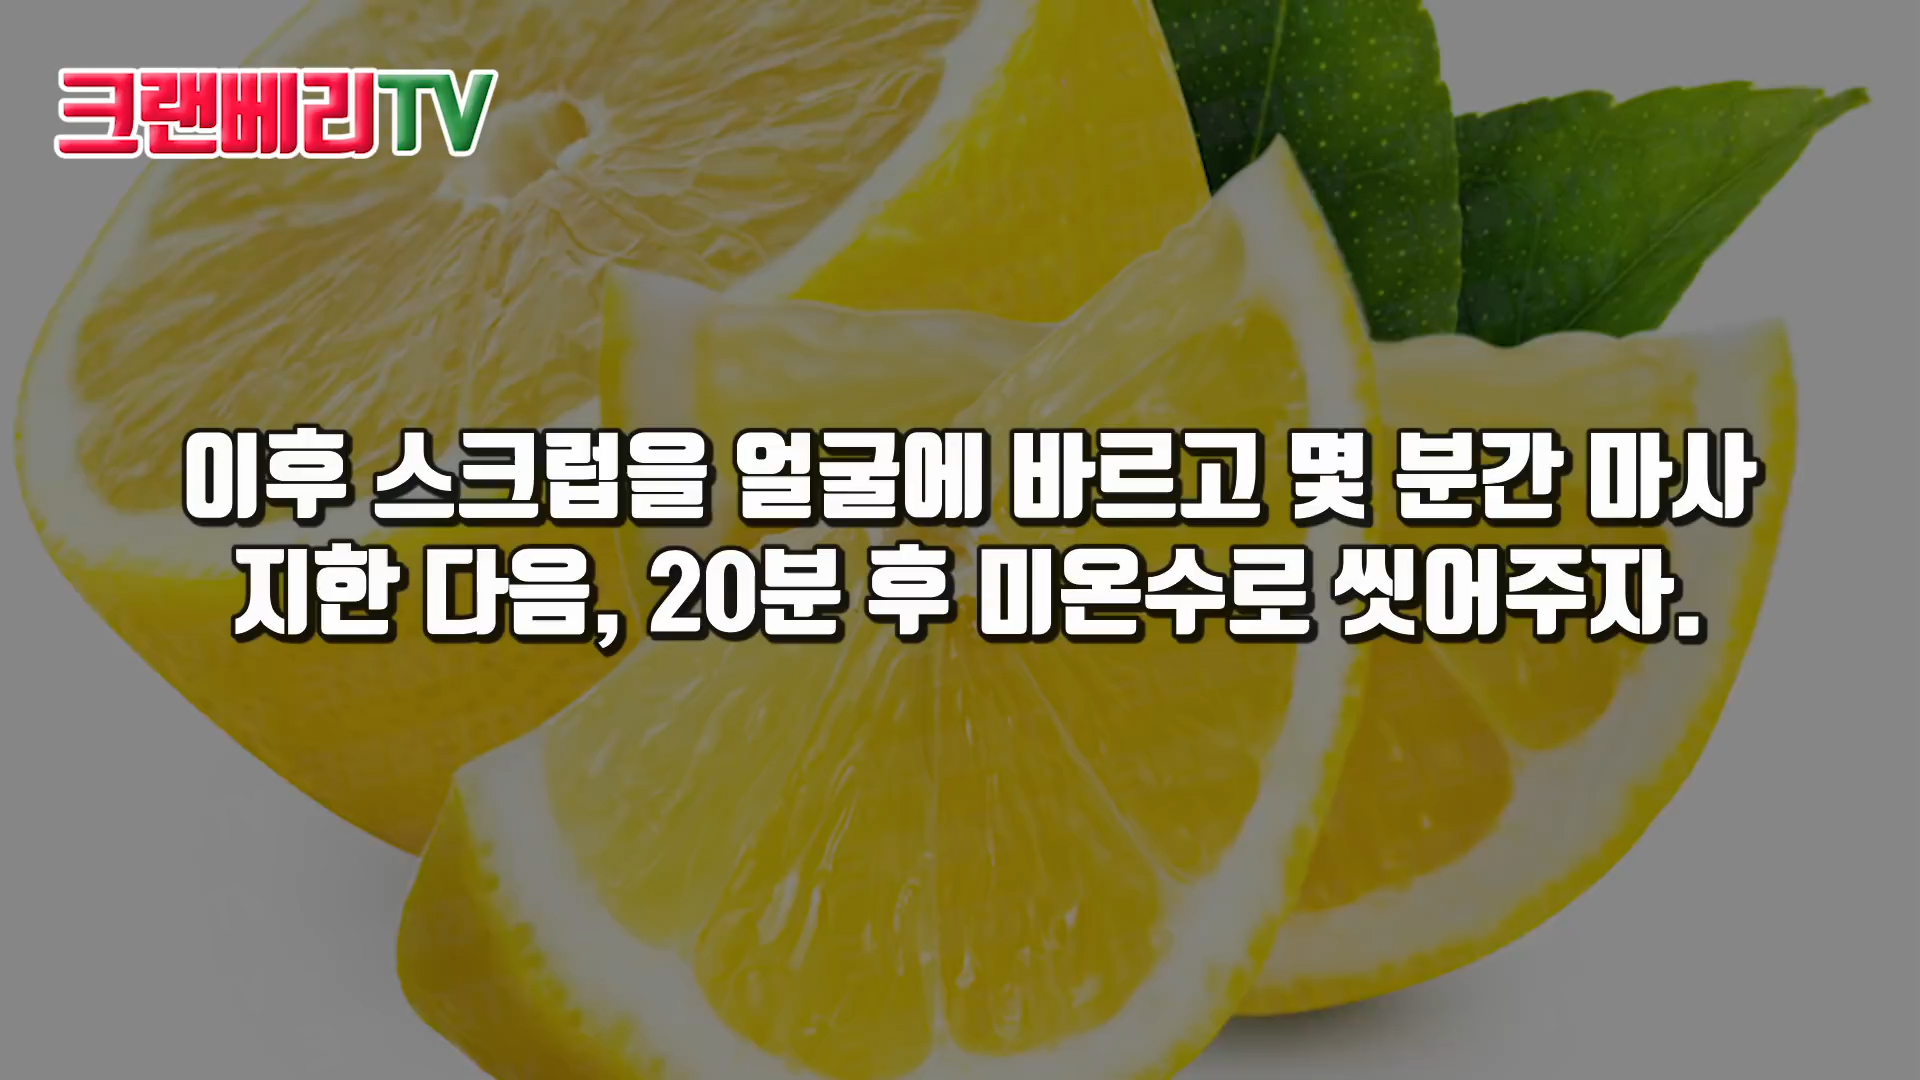 크랜베리TV
이후 스크럽을 얼굴에 바르고 몇 분간 마사
지한 다음, 20분 후 미온수로 씻어주자.